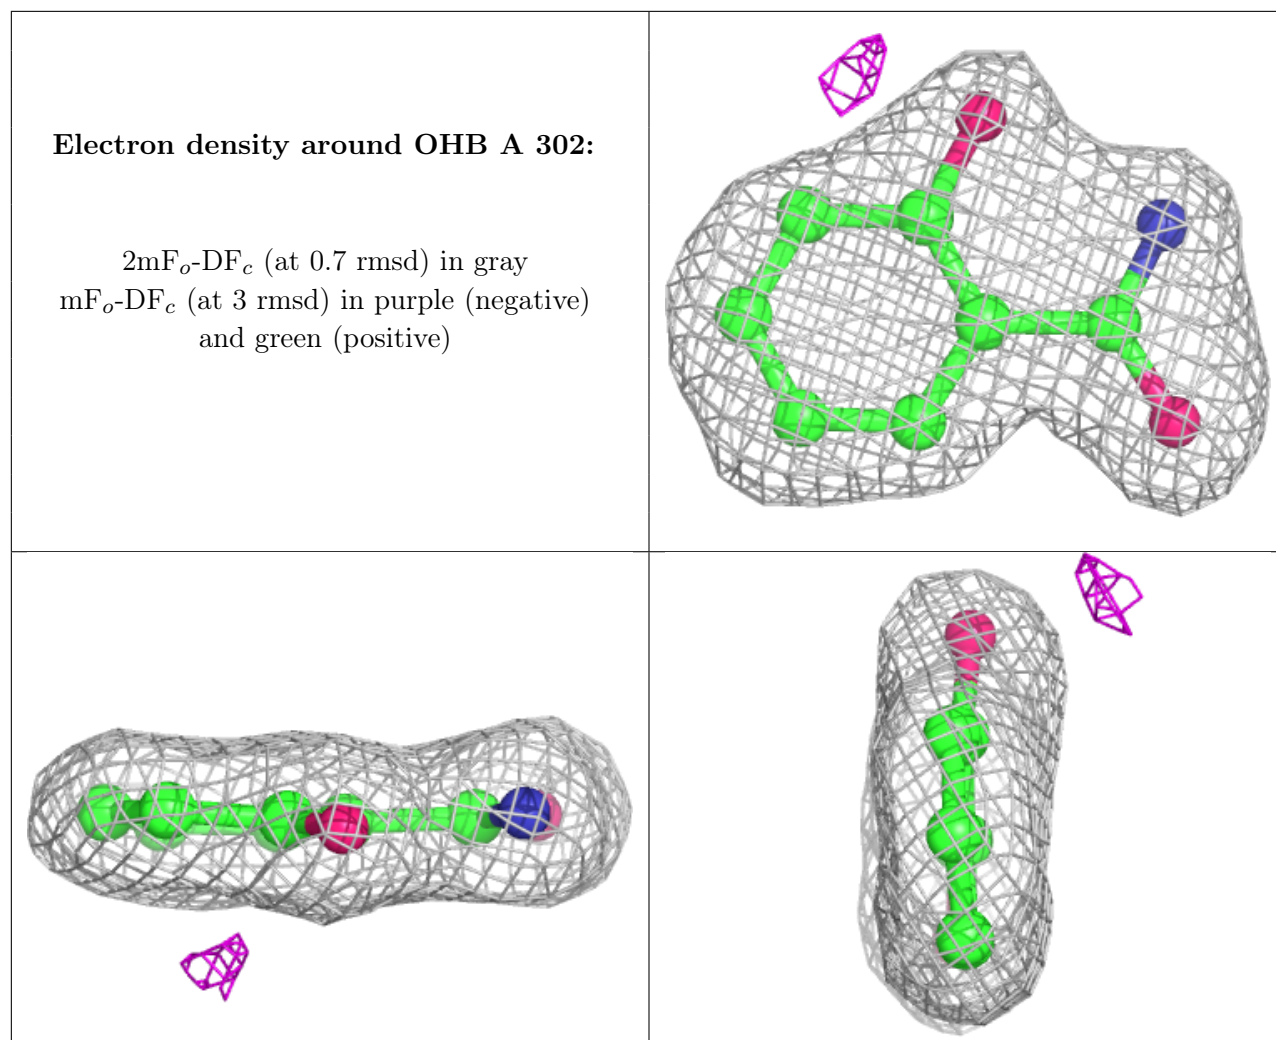 Electron density around OHB A 302:
2mFo-DFc (at 0.7 rmsd) in gray
mFo-DFc (at 3 rmsd) in purple (negative)
and green (positive)